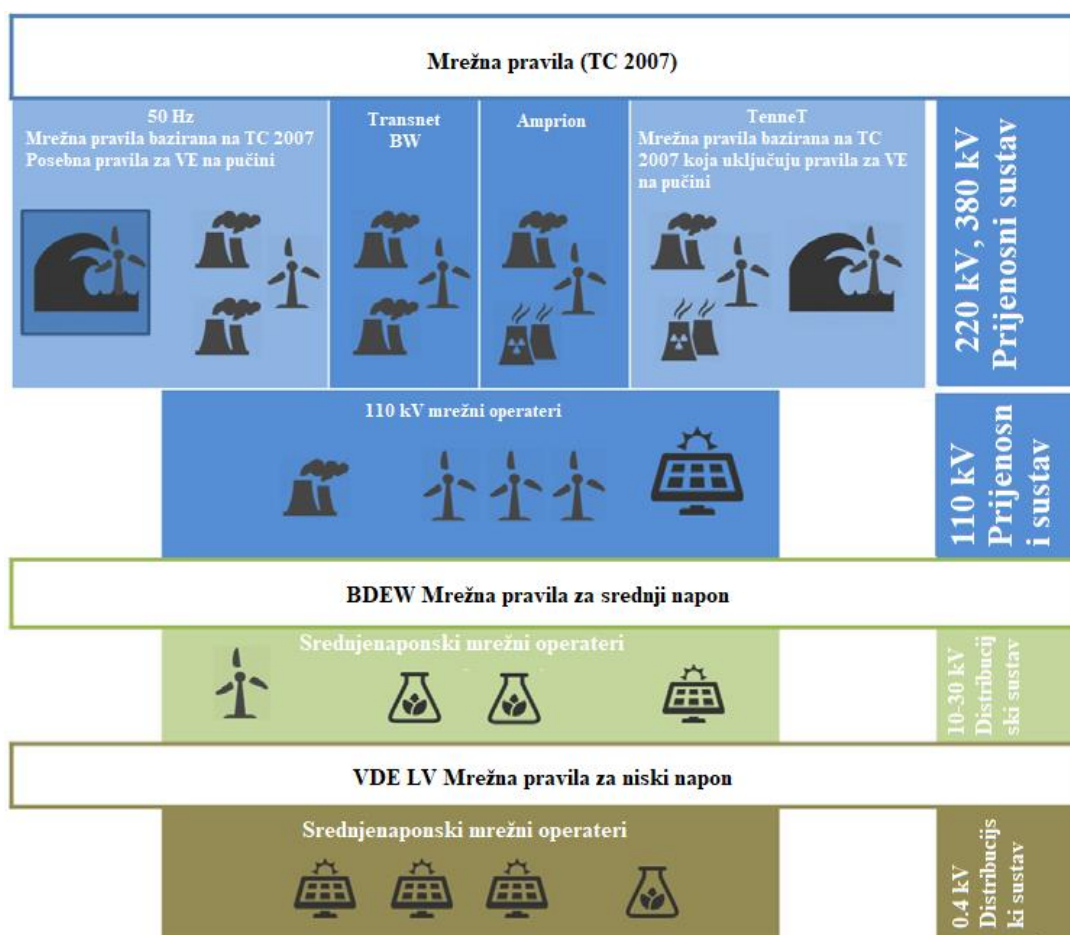 Mrežna pravila (TC 2007)
50 Hz
Mrežna pravila bazirana na TC 2007
Posebna pravila za VE na pučini
Transnet
BW
Amprion
TenneT
Mrežna pravila bazirana na TC
2007 koja uključuju pravila za VE
na pučini
220 kV, 380 kV
Prijenosni sustav
110 kV mrežni operateri
110 kV
Prijenosn
i sustav
BDEW Mrežna pravila za srednji napon
Srednjenaponski mrežni operateri
10-30 kV
Distribucij
ski sustav
VDE LV Mrežna pravila za niski napon
Srednjenaponski mrežni operateri
0.4 kV
Distribucijs
ki sustav